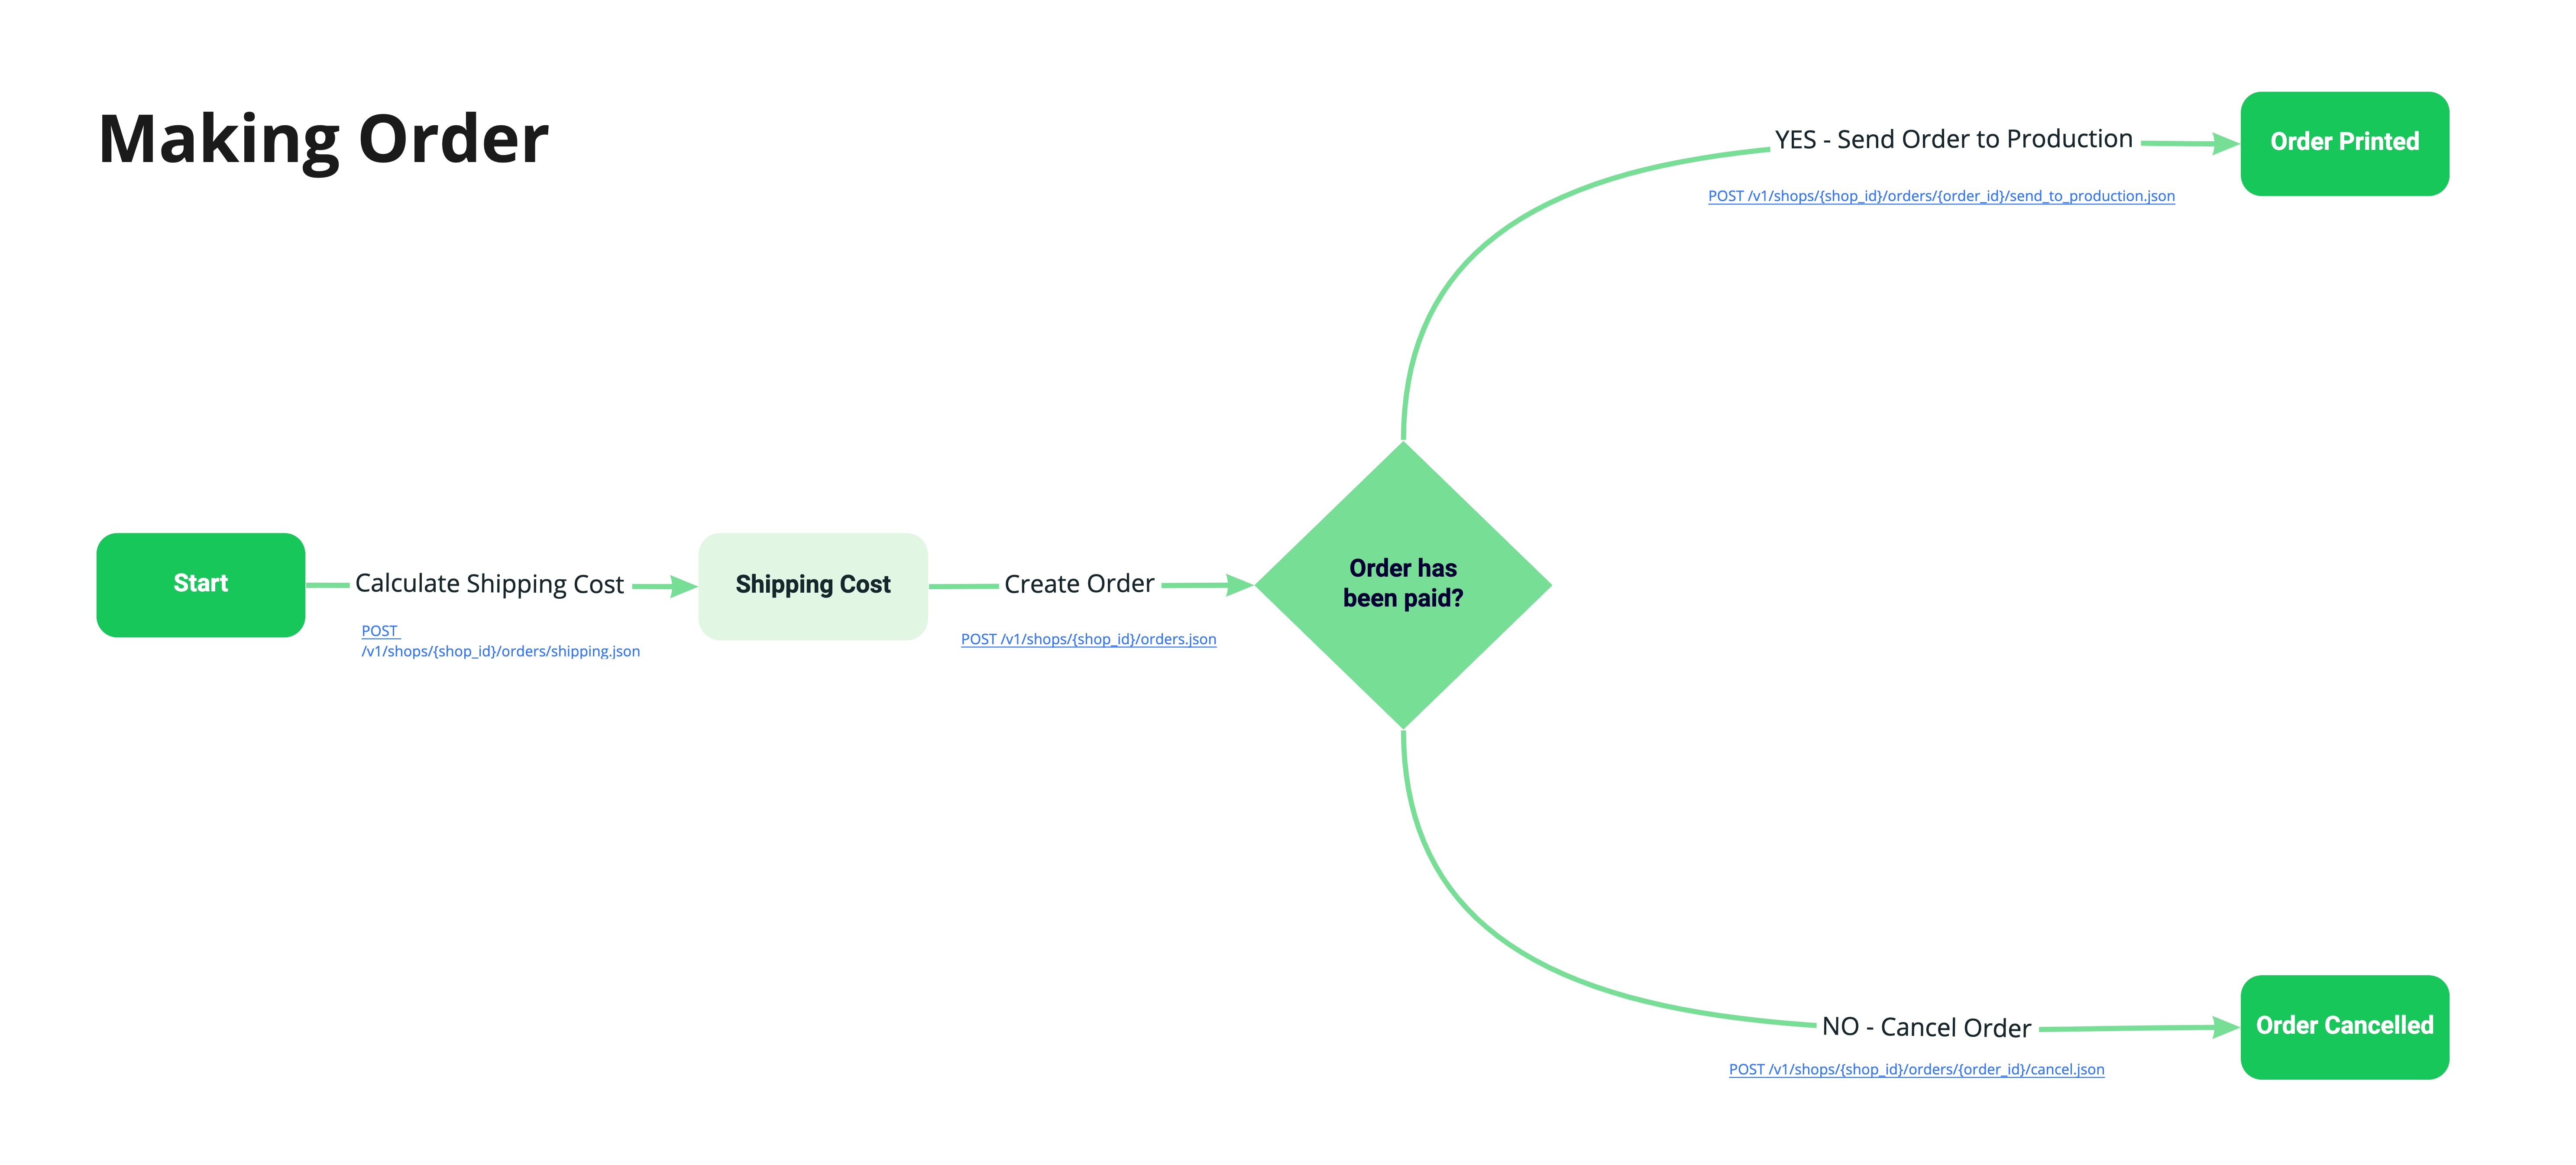 Making Order
YES - Send Order to Production
Order Printed
POST /v1/shops/{shop_id}/orders/{order_id}/send_to_production.json
Start
Calculate Shipping Cost
POST
/v1/shops/{shop_id}/orders/shipping.json
Shipping Cost
Create Order
POST /v1/shops/{shop_id}/orders.json
Order has
been paid?
NO - Cancel Order
Order Cancelled
POST /v1/shops/{shop_id}/orders/{order_id}/cancel.json